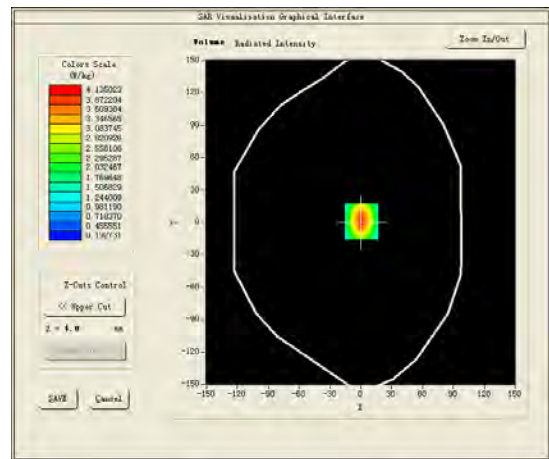 SAR Visualisation Graphical Interface
Volume Radiated Intensity
Zoom In/Out
Colors Scale
(W/kg)
4.135023
3.872204
3.609384
3.346565
3.083745
2.820926
2.558106
2.295287
2.032467
1.769648
1.506829
1.244009
0.981190
0.718370
0.455551
0.192731
150
120
90
60
30
Y 0
-30
-60
-90
-120
-150
-150 -120 -90 -60 -30 0 30 60 90 120 150
X
Z-Cuts Control
<< Upper Cut
Z = 4.0 mm
SAVE
Cancel